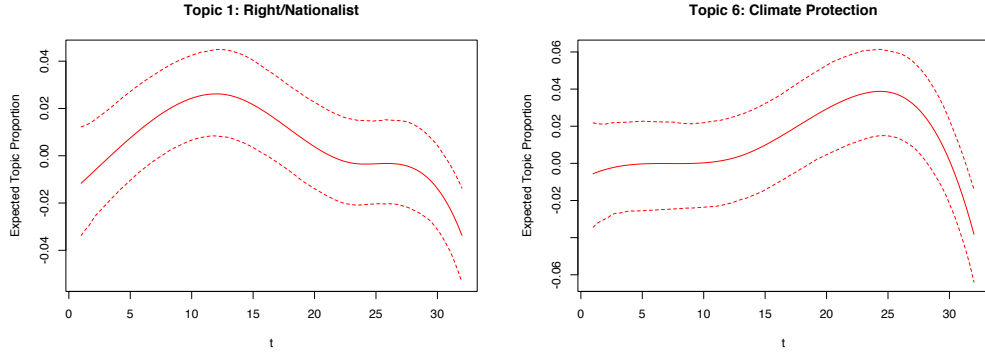 Topic 1: Right/Nationalist
Expected Topic Proportion
0.04
0.02
0.00
-0.02
-0.04
0 5 10 15 20 25 30
t
Topic 6: Climate Protection
Expected Topic Proportion
0.06
0.04
0.02
0.00
-0.02
-0.06
0 5 10 15 20 25 30
t